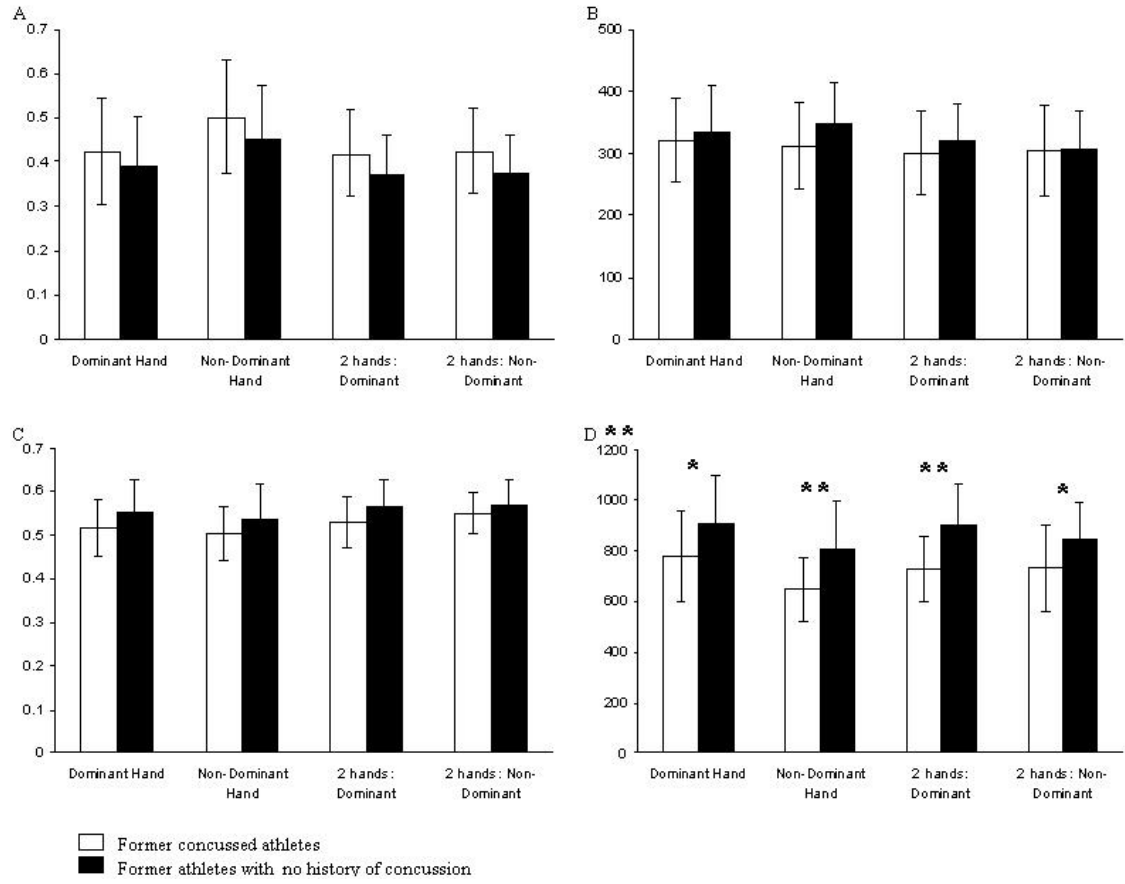 A
0.7
0.6
0.5
0.4
0.3
0.2
0.1
0
Dominant Hand
Non-Dominant
Hand
2 hands:
Dominant
2 hands: Non-
Dominant
B
500
400
300
200
100
0
Dominant Hand
Non-Dominant
Hand
2 hands:
Dominant
2 hands: Non-
Dominant
C
0.7
0.6
0.5
0.4
0.3
0.2
0.1
0
Dominant Hand
Non-Dominant
Hand
2 hands:
Dominant
2 hands: Non-
Dominant
D **
1200
1000
800
600
400
200
0
*
**
**
*
Dominant Hand
Non-Dominant
Hand
2 hands:
Dominant
2 hands: Non-
Dominant
Former concussed athletes
Former athletes with no history of concussion